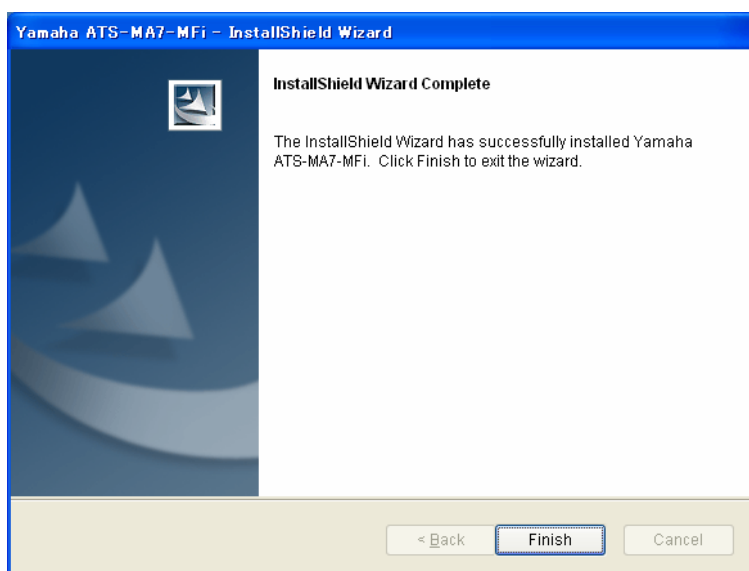 Yamaha ATS-MA7-MFi - InstallShield Wizard
InstallShield Wizard Complete
The InstallShield Wizard has successfully installed Yamaha
ATS-MA7-MFi. Click Finish to exit the wizard.
< Back
Finish
Cancel